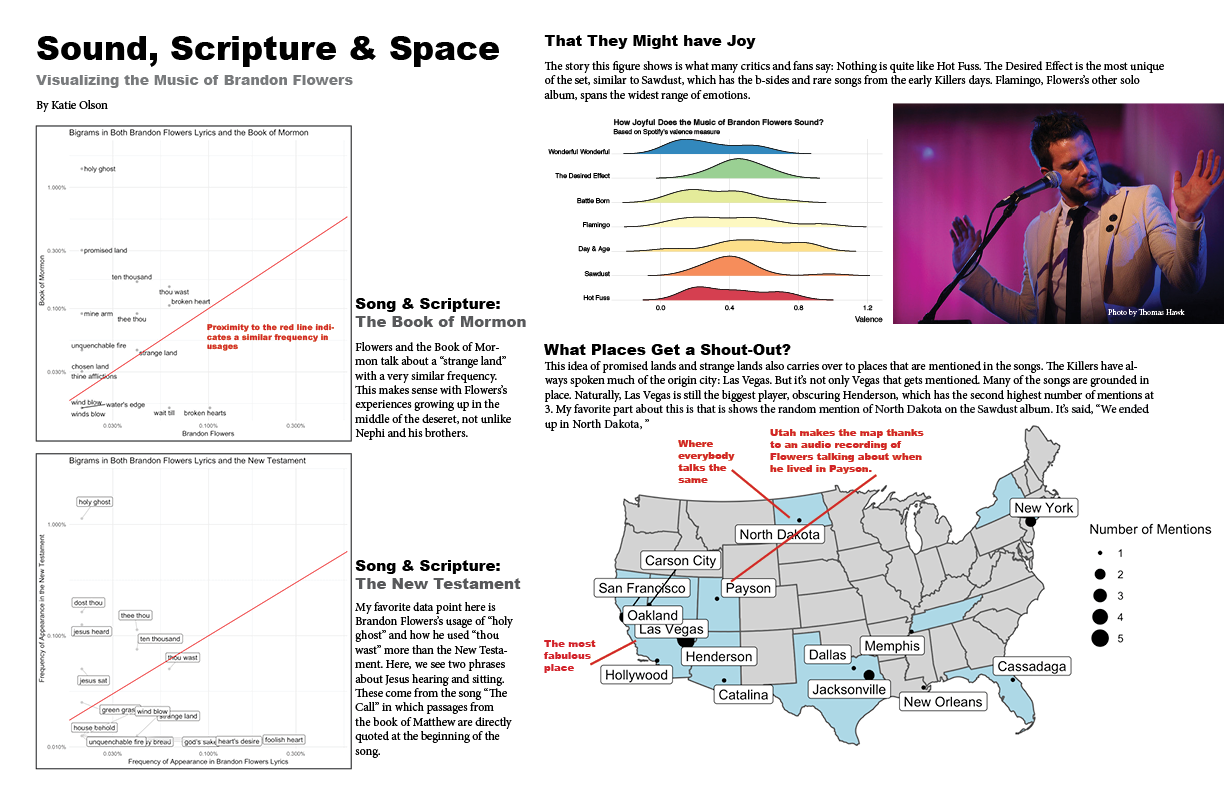 Sound, Scripture & Space
Visualizing the Music of Brandon Flowers
By Katie Olson
Bigrams in Both Brandon Flowers Lyrics and the Book of Mormon
holy ghost
1.000%
promised land
0.300%
ten thousand
thou wast
broken heart
0.100%
mine arm
thee thou
Proximity to the red line indi-
cates a similar frequency in
usages
unquenchable fire
strange land
chosen land
0.030%
thine afflictions
wind blow
water's edge
winds blow
wait till
broken hearts
0.030%
0.100%
0.300%
Brandon Flowers
Book of Mormon
Song & Scripture:
The Book of Mormon
Flowers and the Book of Mor-
mon talk about a “strange land”
with a very similar frequency.
This makes sense with Flowers’s
experiences growing up in the
middle of the deseret, not unlike
Nephi and his brothers.
Bigrams in Both Brandon Flowers Lyrics and the New Testament
holy ghost
1.000%
dost thou
thee thou
jesus heard
ten thousand
0.100%
thou wast
jesus sat
green gras
wind blow
strange land
house behold
unquenchable fire
ly bread
god's sake
heart's desire
foolish heart
0.010%
0.030%
0.100%
0.300%
Frequency of Appearance in Brandon Flowers Lyrics
Frequency of Appearance in the New Testament
Song & Scripture:
The New Testament
My favorite data point here is
Brandon Flowers’s usage of “holy
ghost” and how he used “thou
wast” more than the New Testa-
ment. Here, we see two phrases
about Jesus hearing and sitting.
These come from the song “The
Call” in which passages from
the book of Matthew are directly
quoted at the beginning of the
song.
That They Might have Joy
The story this figure shows is what many critics and fans say: Nothing is quite like Hot Fuss. The Desired Effect is the most unique
of the set, similar to Sawdust, which has the b-sides and rare songs from the early Killers days. Flamingo, Flowers’s other solo
album, spans the widest range of emotions.
How Joyful Does the Music of Brandon Flowers Sound?
Based on Spotify's valence measure
Wonderful Wonderful
The Desired Effect
Battle Born
Flamingo
Day & Age
Sawdust
Hot Fuss
0.0
0.4
0.8
1.2
Valence
Photo by Thomas Hawk
What Places Get a Shout-Out?
This idea of promised lands and strange lands also carries over to places that are mentioned in the songs. The Killers have al-
ways spoken much of the origin city: Las Vegas. But it’s not only Vegas that gets mentioned. Many of the songs are grounded in
place. Naturally, Las Vegas is still the biggest player, obscuring Henderson, which has the second highest number of mentions at
3. My favorite part about this is that is shows the random mention of North Dakota on the Sawdust album. It’s said, “We ended
up in North Dakota, ”
Where
everybody
talks the
same
Utah makes the map thanks
to an audio recording of
Flowers talking about when
he lived in Payson.
New York
North Dakota
Carson City
San Francisco
Payson
Oakland
Las Vegas
The most
fabulous
place
Henderson
Hollywood
Catalina
Dallas
Memphis
Jacksonville
New Orleans
Cassadaga
Number of Mentions
1
2
3
4
5